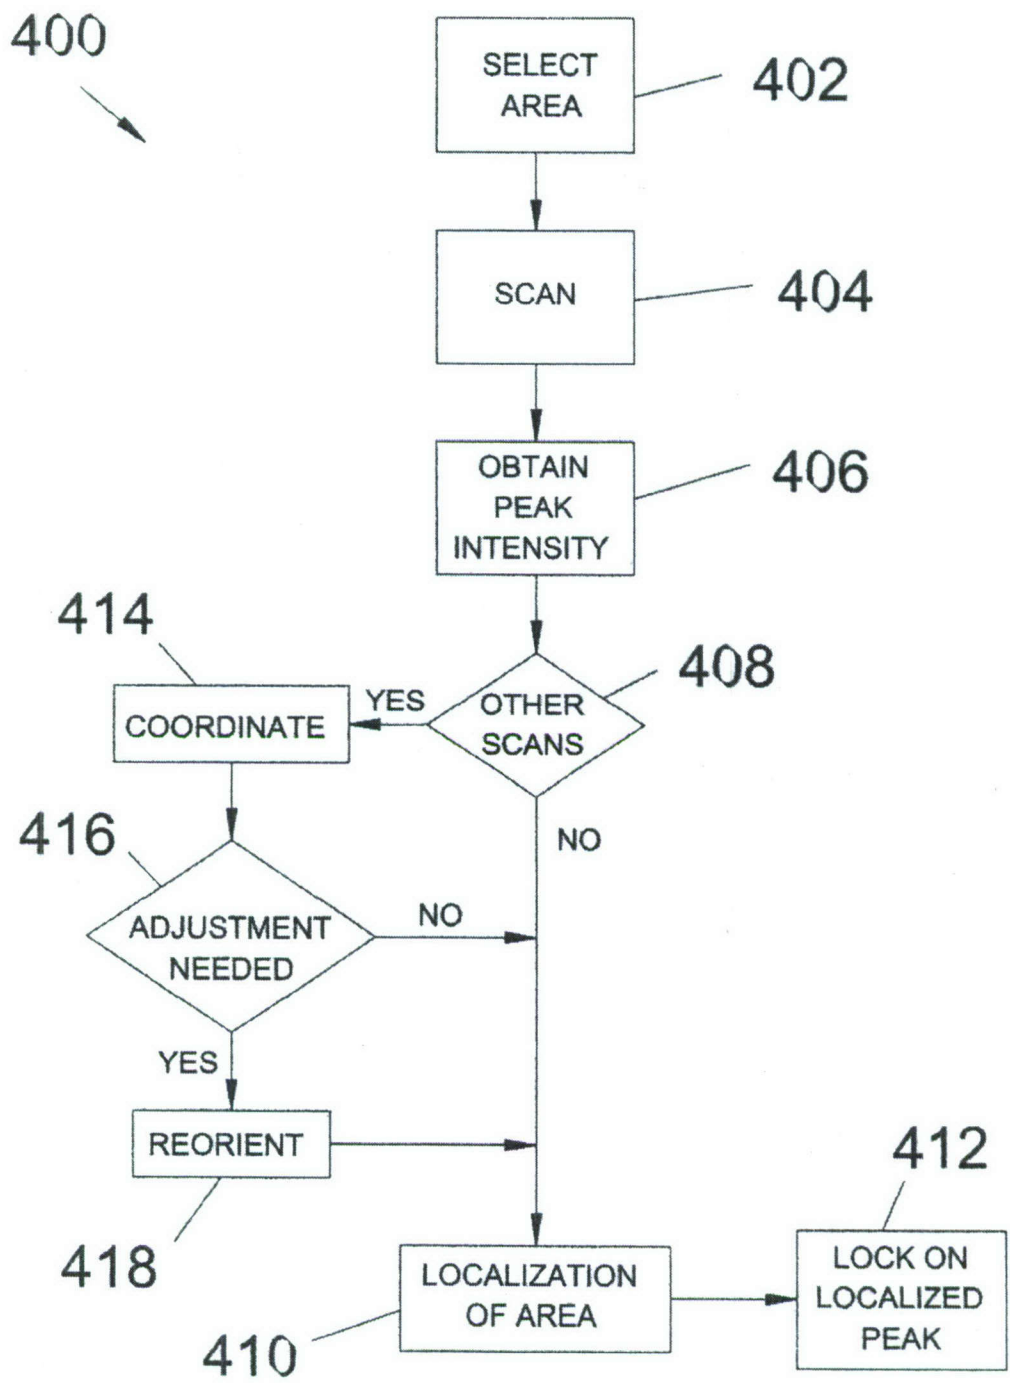 400
SELECT
AREA
402
SCAN
404
OBTAIN
PEAK
INTENSITY
406
414
COORDINATE
YES
OTHER
SCANS
408
NO
416
ADJUSTMENT
NEEDED
NO
YES
REORIENT
418
LOCALIZATION
OF AREA
410
412
LOCK ON
LOCALIZED
PEAK